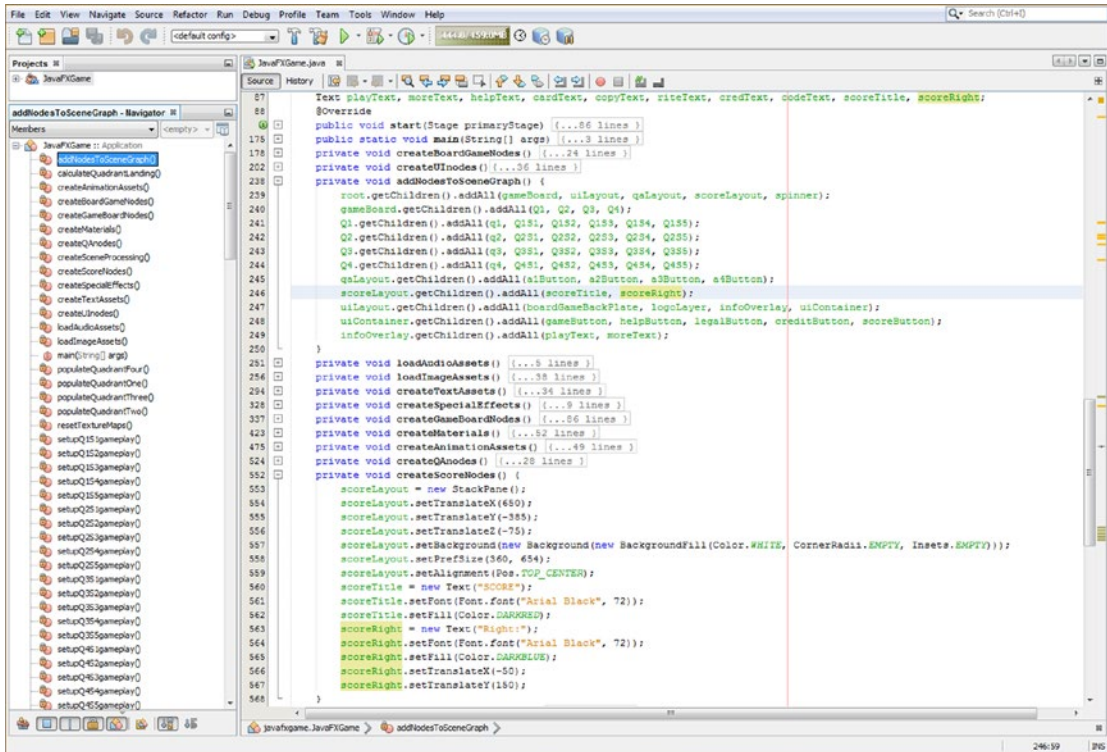 File Edit View Navigate Source Refactor Run Debug Profile Team Tools Window Help
Search (Ctrl+I)
<default config>
Projects
JavaFXGame
addNodesToSceneGraph - Navigator
Members
<empty>
JavaFXGame :: Application
addNodesToSceneGraph()
calculateQuadrantLanding()
createAnimationAssets()
createBoardGameNodes()
createGameBoardNodes()
createMaterials()
createQAnodes()
createSceneProcessing()
createScoreNodes()
createSpecialEffects()
createTextAssets()
createUInodes()
loadAudioAssets()
loadImageAssets()
main(String[] args)
populateQuadrantFour()
populateQuadrantOne()
populateQuadrantThree()
populateQuadrantTwo()
resetTextureMaps()
setupQ1S1gameplay()
setupQ1S2gameplay()
setupQ1S3gameplay()
setupQ1S4gameplay()
setupQ1S5gameplay()
setupQ2S1gameplay()
setupQ2S2gameplay()
setupQ2S3gameplay()
setupQ2S4gameplay()
setupQ2S5gameplay()
setupQ3S1gameplay()
setupQ3S2gameplay()
setupQ3S3gameplay()
setupQ3S4gameplay()
setupQ3S5gameplay()
setupQ4S1gameplay()
setupQ4S2gameplay()
setupQ4S3gameplay()
setupQ4S4gameplay()
setupQ4S5gameplay()
JavaFXGame.java
Source History
87 Text playText, moreText, helpText, cardText, copyText, riteText, credText, codeText, scoreTitle, scoreRight;
88 @Override
public void start(Stage primaryStage) {...86 lines }
175 public static void main(String[] args) {...3 lines }
178 private void createBoardGameNodes() {...24 lines }
202 private void createUInodes() {...36 lines }
238 private void addNodesToSceneGraph() {
239 root.getChildren().addAll(gameBoard, uiLayout, qaLayout, scoreLayout, spinner);
240 gameBoard.getChildren().addAll(Q1, Q2, Q3, Q4);
241 Q1.getChildren().addAll(q1, Q1S1, Q1S2, Q1S3, Q1S4, Q1S5);
242 Q2.getChildren().addAll(q2, Q2S1, Q2S2, Q2S3, Q2S4, Q2S5);
243 Q3.getChildren().addAll(q3, Q3S1, Q3S2, Q3S3, Q3S4, Q3S5);
244 Q4.getChildren().addAll(q4, Q4S1, Q4S2, Q4S3, Q4S4, Q4S5);
245 qaLayout.getChildren().addAll(a1Button, a2Button, a3Button, a4Button);
246 scoreLayout.getChildren().addAll(scoreTitle, scoreRight);
247 uiLayout.getChildren().addAll(boardGameBackPlate, logoLayer, infoOverlay, uiContainer);
248 uiContainer.getChildren().addAll(gameButton, helpButton, legalButton, creditButton, scoreButton);
249 infoOverlay.getChildren().addAll(playText, moreText);
250 }
251 private void loadAudioAssets() {...5 lines }
256 private void loadImageAssets() {...38 lines }
294 private void createTextAssets() {...34 lines }
328 private void createSpecialEffects() {...9 lines }
337 private void createGameBoardNodes() {...86 lines }
423 private void createMaterials() {...52 lines }
475 private void createAnimationAssets() {...49 lines }
524 private void createQAnodes() {...28 lines }
552 private void createScoreNodes() {
553 scoreLayout = new StackPane();
554 scoreLayout.setTranslateX(650);
555 scoreLayout.setTranslateY(-385);
556 scoreLayout.setTranslateZ(-75);
557 scoreLayout.setBackground(new Background(new BackgroundFill(Color.WHITE, CornerRadii.EMPTY, Insets.EMPTY)));
558 scoreLayout.setPrefSize(360, 654);
559 scoreLayout.setAlignment(Pos.TOP_CENTER);
560 scoreTitle = new Text("SCORE");
561 scoreTitle.setFont(Font.font("Arial Black", 72));
562 scoreTitle.setFill(Color.DARKRED);
563 scoreRight = new Text("Right:");
564 scoreRight.setFont(Font.font("Arial Black", 72));
565 scoreRight.setFill(Color.DARKBLUE);
566 scoreRight.setTranslateX(-50);
567 scoreRight.setTranslateY(150);
568 }
javafxgame.JavaFXGame
addNodesToSceneGraph
246:59 INS